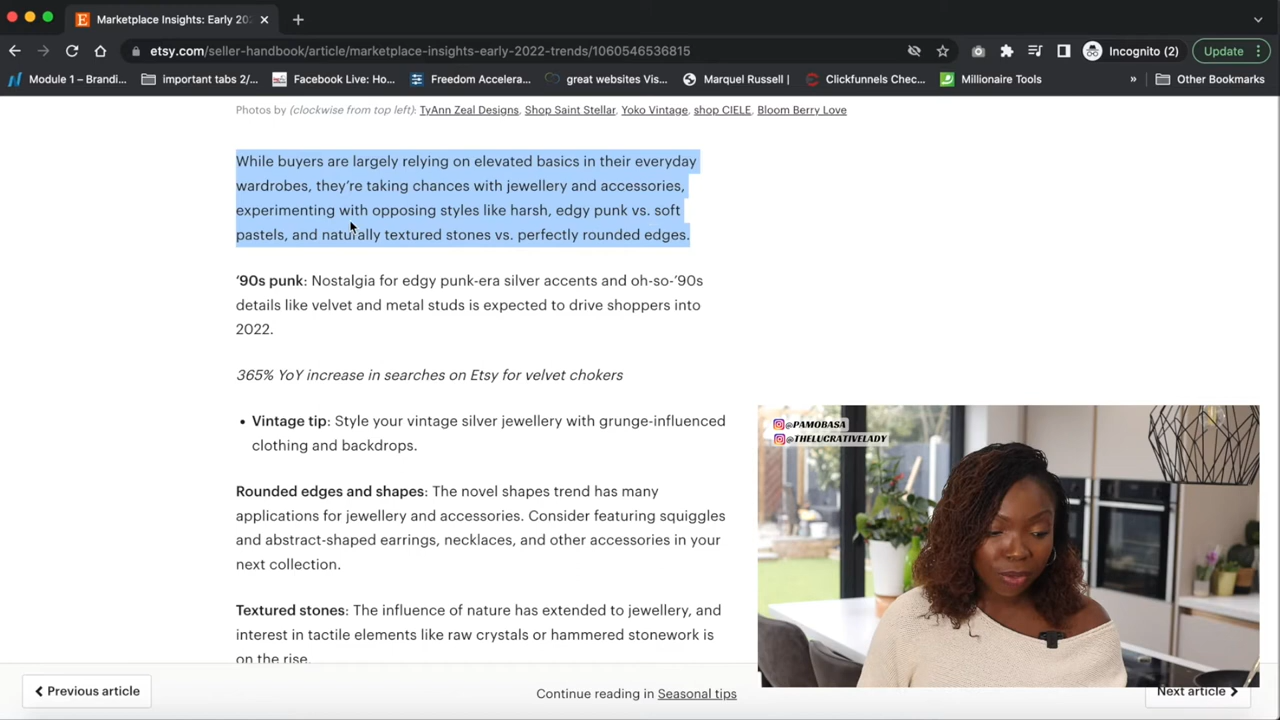 Marketplace Insights: Early 202
etsy.com/seller-handbook/article/marketplace-insights-early-2022-trends/1060546536815
Incognito (2)
Update
Module 1 – Brandi...
important tabs 2/...
Facebook Live: Ho...
Freedom Accelera...
great websites Vis...
Marquel Russell |
Clickfunnels Chec...
Millionaire Tools
»
Other Bookmarks
Photos by (clockwise from top left): TyAnn Zeal Designs, Shop Saint Stellar, Yoko Vintage, shop CIELE, Bloom Berry Love
While buyers are largely relying on elevated basics in their everyday
wardrobes, they're taking chances with jewellery and accessories,
experimenting with opposing styles like harsh, edgy punk vs. soft
pastels, and naturally textured stones vs. perfectly rounded edges.
'90s punk: Nostalgia for edgy punk-era silver accents and oh-so-'90s
details like velvet and metal studs is expected to drive shoppers into
2022.
365% YoY increase in searches on Etsy for velvet chokers
• Vintage tip: Style your vintage silver jewellery with grunge-influenced
clothing and backdrops.
Rounded edges and shapes: The novel shapes trend has many
applications for jewellery and accessories. Consider featuring squiggles
and abstract-shaped earrings, necklaces, and other accessories in your
next collection.
Textured stones: The influence of nature has extended to jewellery, and
interest in tactile elements like raw crystals or hammered stonework is
on the rise.
@PAMOBASA
@THELUCRATIVELADY
Previous article
Continue reading in Seasonal tips
Next article